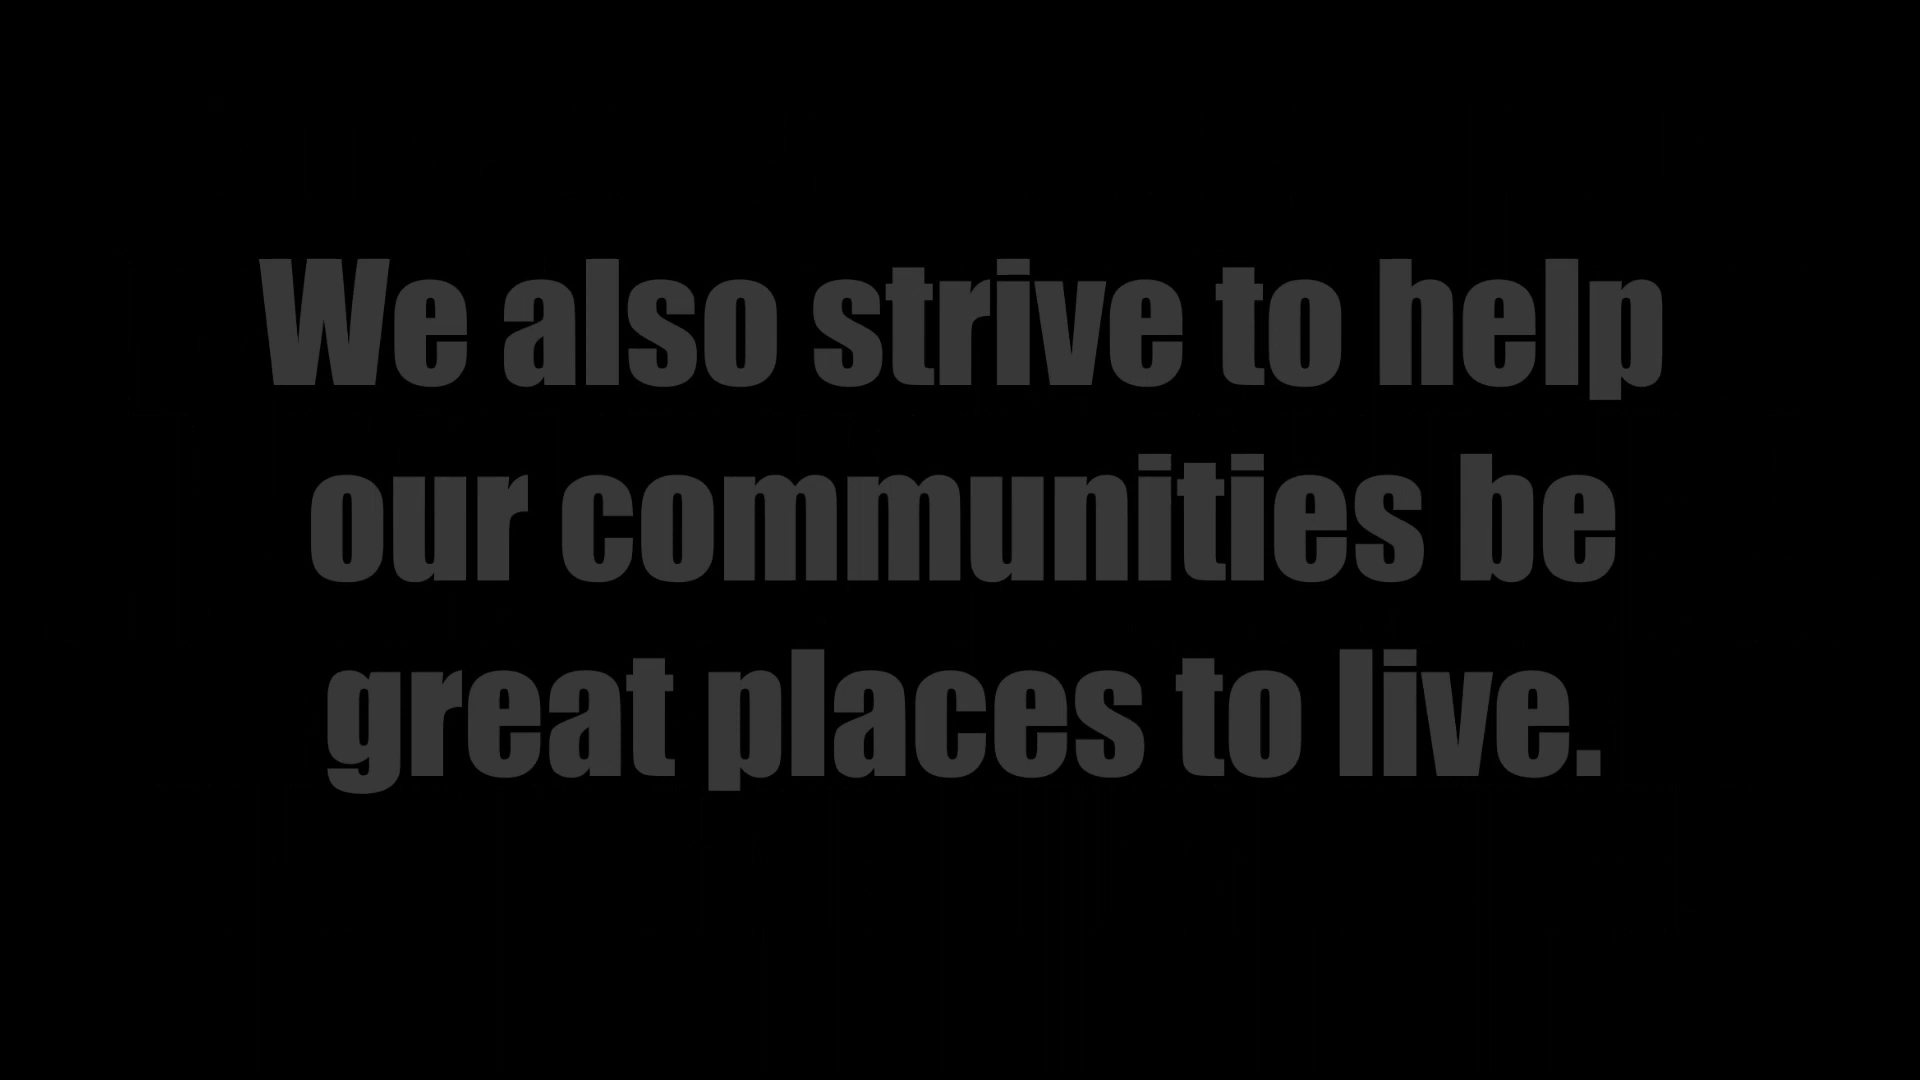 We also strive to help
our communities be
great places to live.